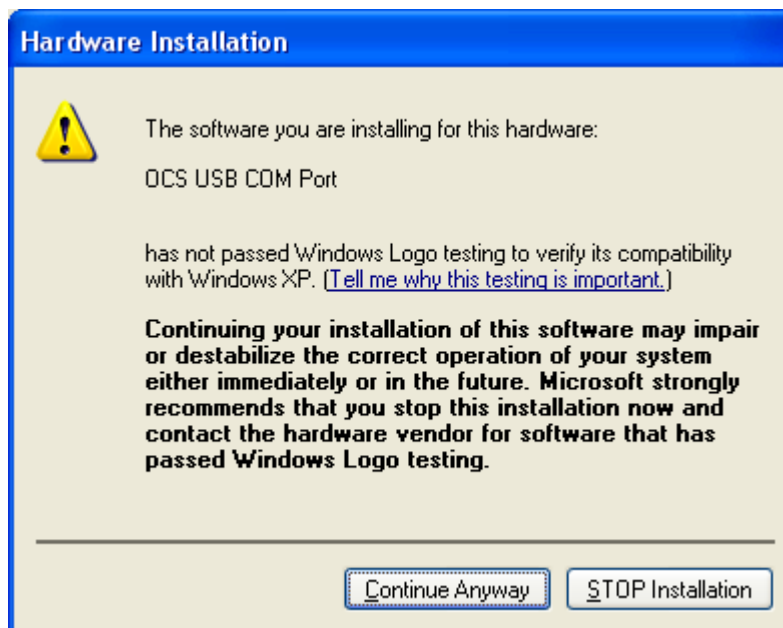 Hardware Installation
The software you are installing for this hardware:
OCS USB COM Port
has not passed Windows Logo testing to verify its compatibility
with Windows XP. (Tell me why this testing is important.)
Continuing your installation of this software may impair
or destabilize the correct operation of your system
either immediately or in the future. Microsoft strongly
recommends that you stop this installation now and
contact the hardware vendor for software that has
passed Windows Logo testing.
Continue Anyway
STOP Installation